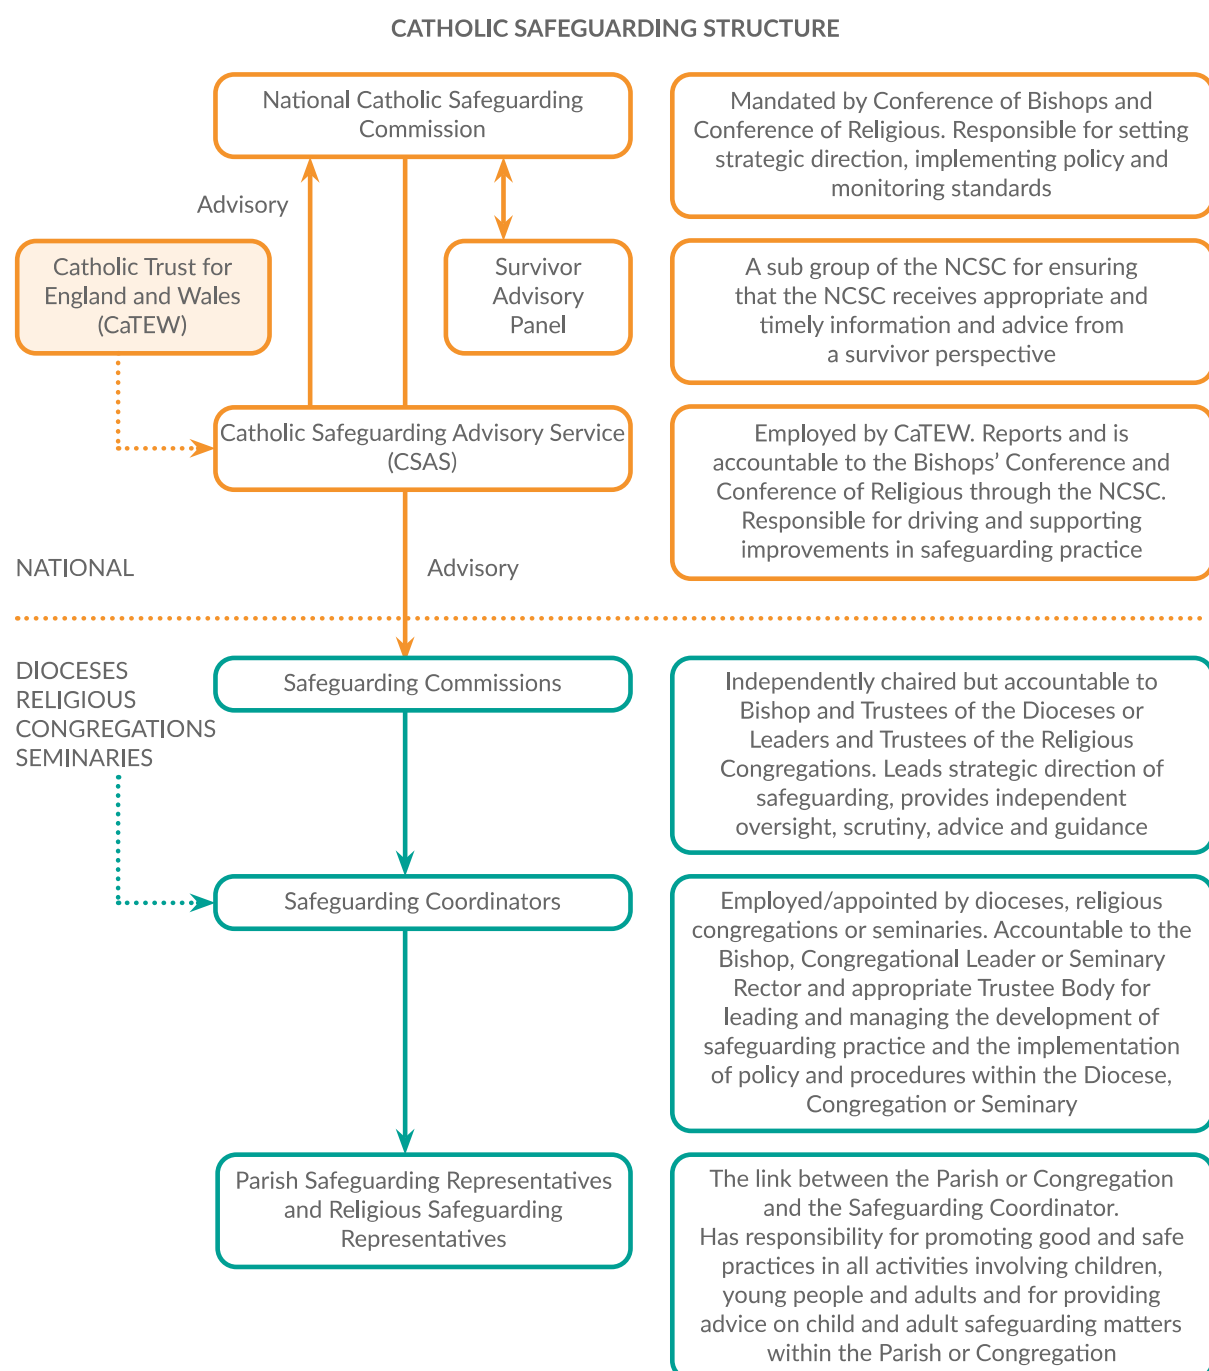 CATHOLIC SAFEGUARDING STRUCTURE
National Catholic Safeguarding
Commission
Mandated by Conference of Bishops and
Conference of Religious. Responsible for setting
strategic direction, implementing policy and
monitoring standards
Advisory
Catholic Trust for
England and Wales
(CaTEW)
Survivor
Advisory
Panel
A sub group of the NCSC for ensuring
that the NCSC receives appropriate and
timely information and advice from
a survivor perspective
Catholic Safeguarding Advisory Service
(CSAS)
Employed by CaTEW. Reports and is
accountable to the Bishops’ Conference and
Conference of Religious through the NCSC.
Responsible for driving and supporting
improvements in safeguarding practice
NATIONAL
Advisory
DIOCESES
RELIGIOUS
CONGREGATIONS
SEMINARIES
Safeguarding Commissions
Independently chaired but accountable to
Bishop and Trustees of the Dioceses or
Leaders and Trustees of the Religious
Congregations. Leads strategic direction of
safeguarding, provides independent
oversight, scrutiny, advice and guidance
Safeguarding Coordinators
Employed/appointed by dioceses, religious
congregations or seminaries. Accountable to the
Bishop, Congregational Leader or Seminary
Rector and appropriate Trustee Body for
leading and managing the development of
safeguarding practice and the implementation
of policy and procedures within the Diocese,
Congregation or Seminary
Parish Safeguarding Representatives
and Religious Safeguarding
Representatives
The link between the Parish or Congregation
and the Safeguarding Coordinator.
Has responsibility for promoting good and safe
practices in all activities involving children,
young people and adults and for providing
advice on child and adult safeguarding matters
within the Parish or Congregation